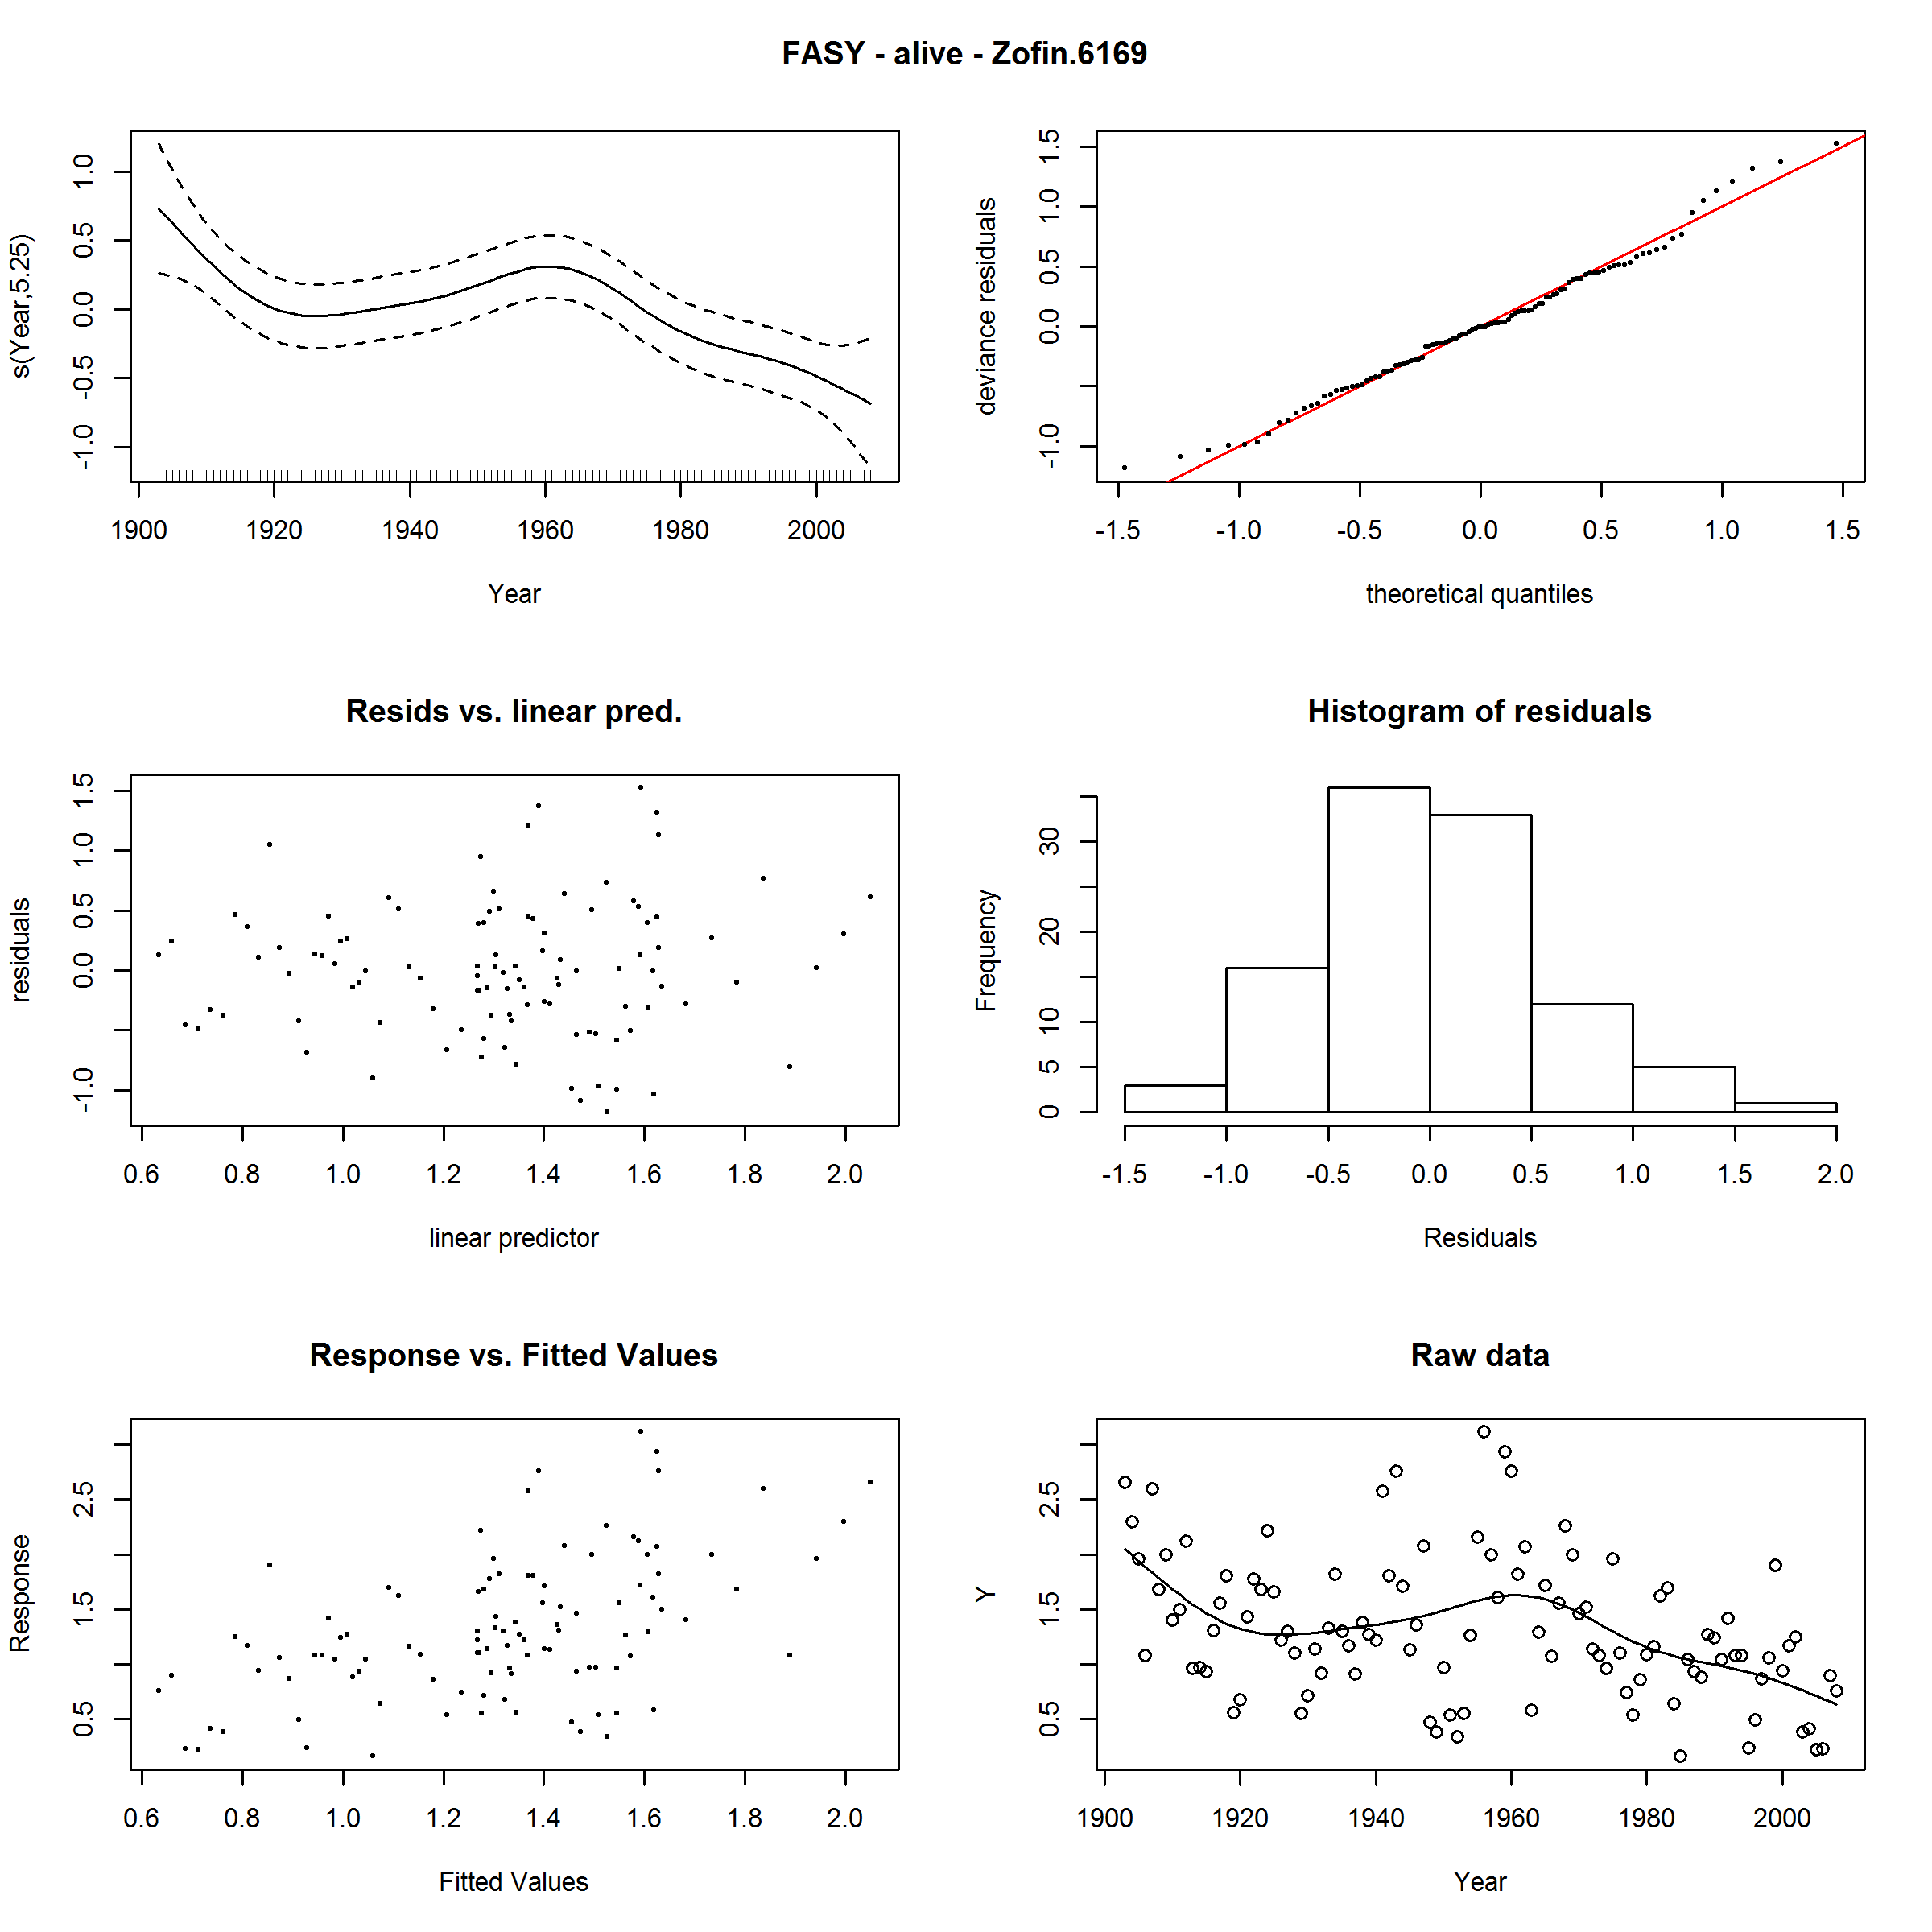 FASY - alive - Zofin.6169
s(Year,5.25)
-1.0 -0.5 0.0 0.5 1.0
1900 1920 1940 1960 1980 2000
Year
deviance residuals
-1.0 0.0 0.5 1.0 1.5
-1.5 -1.0 -0.5 0.0 0.5 1.0 1.5
theoretical quantiles
Resids vs. linear pred.
residuals
-1.0 0.0 0.5 1.0 1.5
0.6 0.8 1.0 1.2 1.4 1.6 1.8 2.0
linear predictor
Histogram of residuals
Frequency
0 5 10 20 30
-1.5 -1.0 -0.5 0.0 0.5 1.0 1.5 2.0
Residuals
Response vs. Fitted Values
Response
0.5 1.5 2.5
0.6 0.8 1.0 1.2 1.4 1.6 1.8 2.0
Fitted Values
Raw data
Y
0.5 1.5 2.5
1900 1920 1940 1960 1980 2000
Year